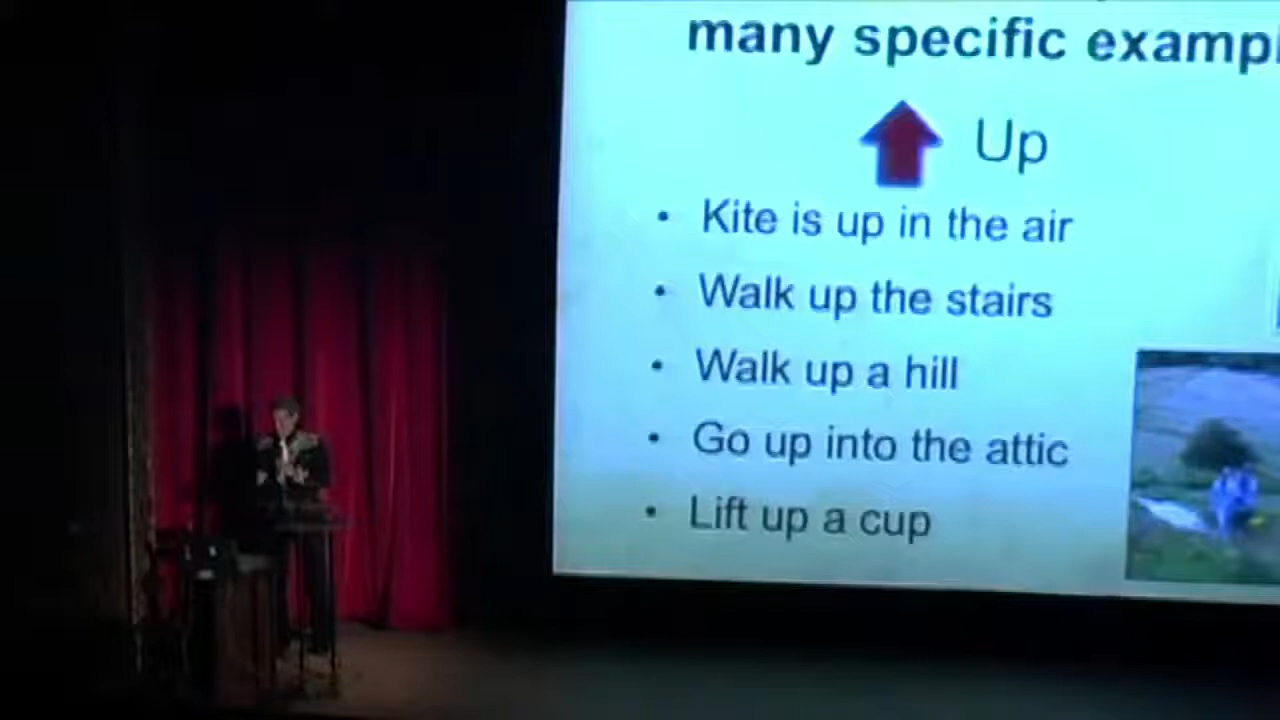 many specific exampl
Up
• Kite is up in the air
• Walk up the stairs
• Walk up a hill
• Go up into the attic
• Lift up a cup